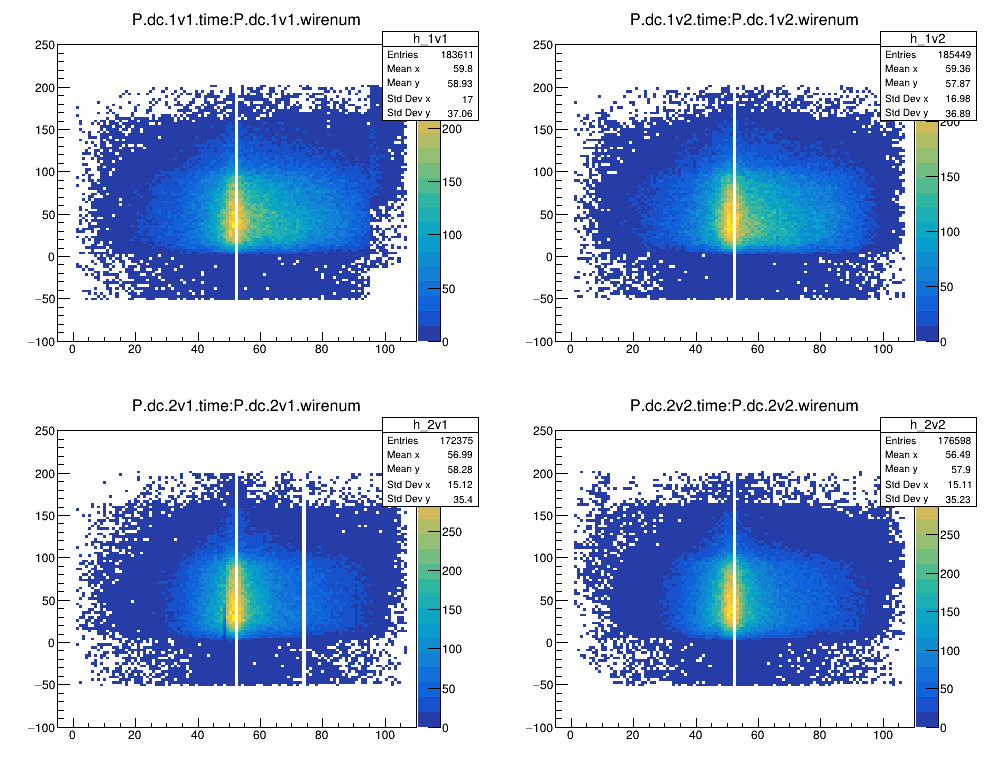 P.dc.1v1.time:P.dc.1v1.wirenum
h_1v1
Entries 183611
Mean x 59.8
Mean y 58.93
Std Dev x 17
Std Dev y 37.06
250
200
150
100
50
0
−50
−100
0 20 40 60 80 100
200
150
100
50
0
P.dc.1v2.time:P.dc.1v2.wirenum
h_1v2
Entries 185449
Mean x 59.36
Mean y 57.87
Std Dev x 16.98
Std Dev y 36.89
250
200
150
100
50
0
−50
−100
0 20 40 60 80 100
200
150
100
50
0
P.dc.2v1.time:P.dc.2v1.wirenum
h_2v1
Entries 172375
Mean x 56.99
Mean y 58.28
Std Dev x 15.12
Std Dev y 35.4
250
200
150
100
50
0
−50
−100
0 20 40 60 80 100
250
200
150
100
50
0
P.dc.2v2.time:P.dc.2v2.wirenum
h_2v2
Entries 176598
Mean x 56.49
Mean y 57.9
Std Dev x 15.11
Std Dev y 35.23
250
200
150
100
50
0
−50
−100
0 20 40 60 80 100
250
200
150
100
50
0